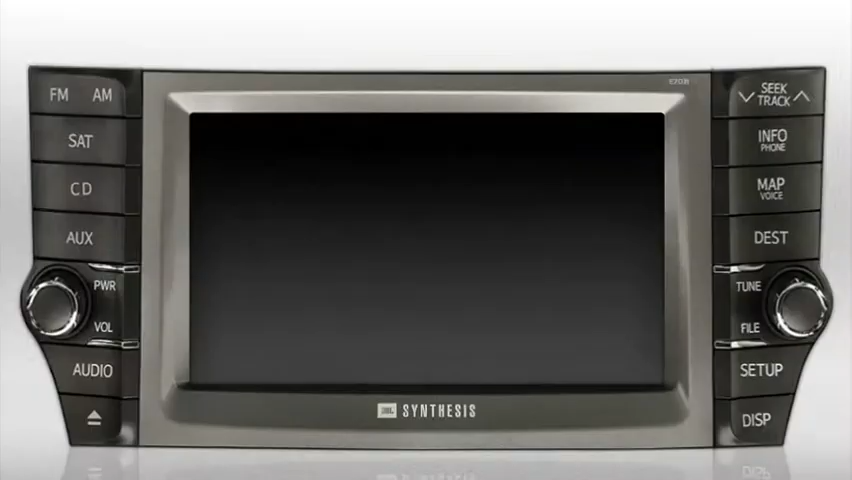 FM AM
SAT
CD
AUX
PWR
VOL
AUDIO
E7031
JBL SYNTHESIS
SEEK
TRACK
INFO
PHONE
MAP
VOICE
DEST
TUNE
FILE
SETUP
DISP